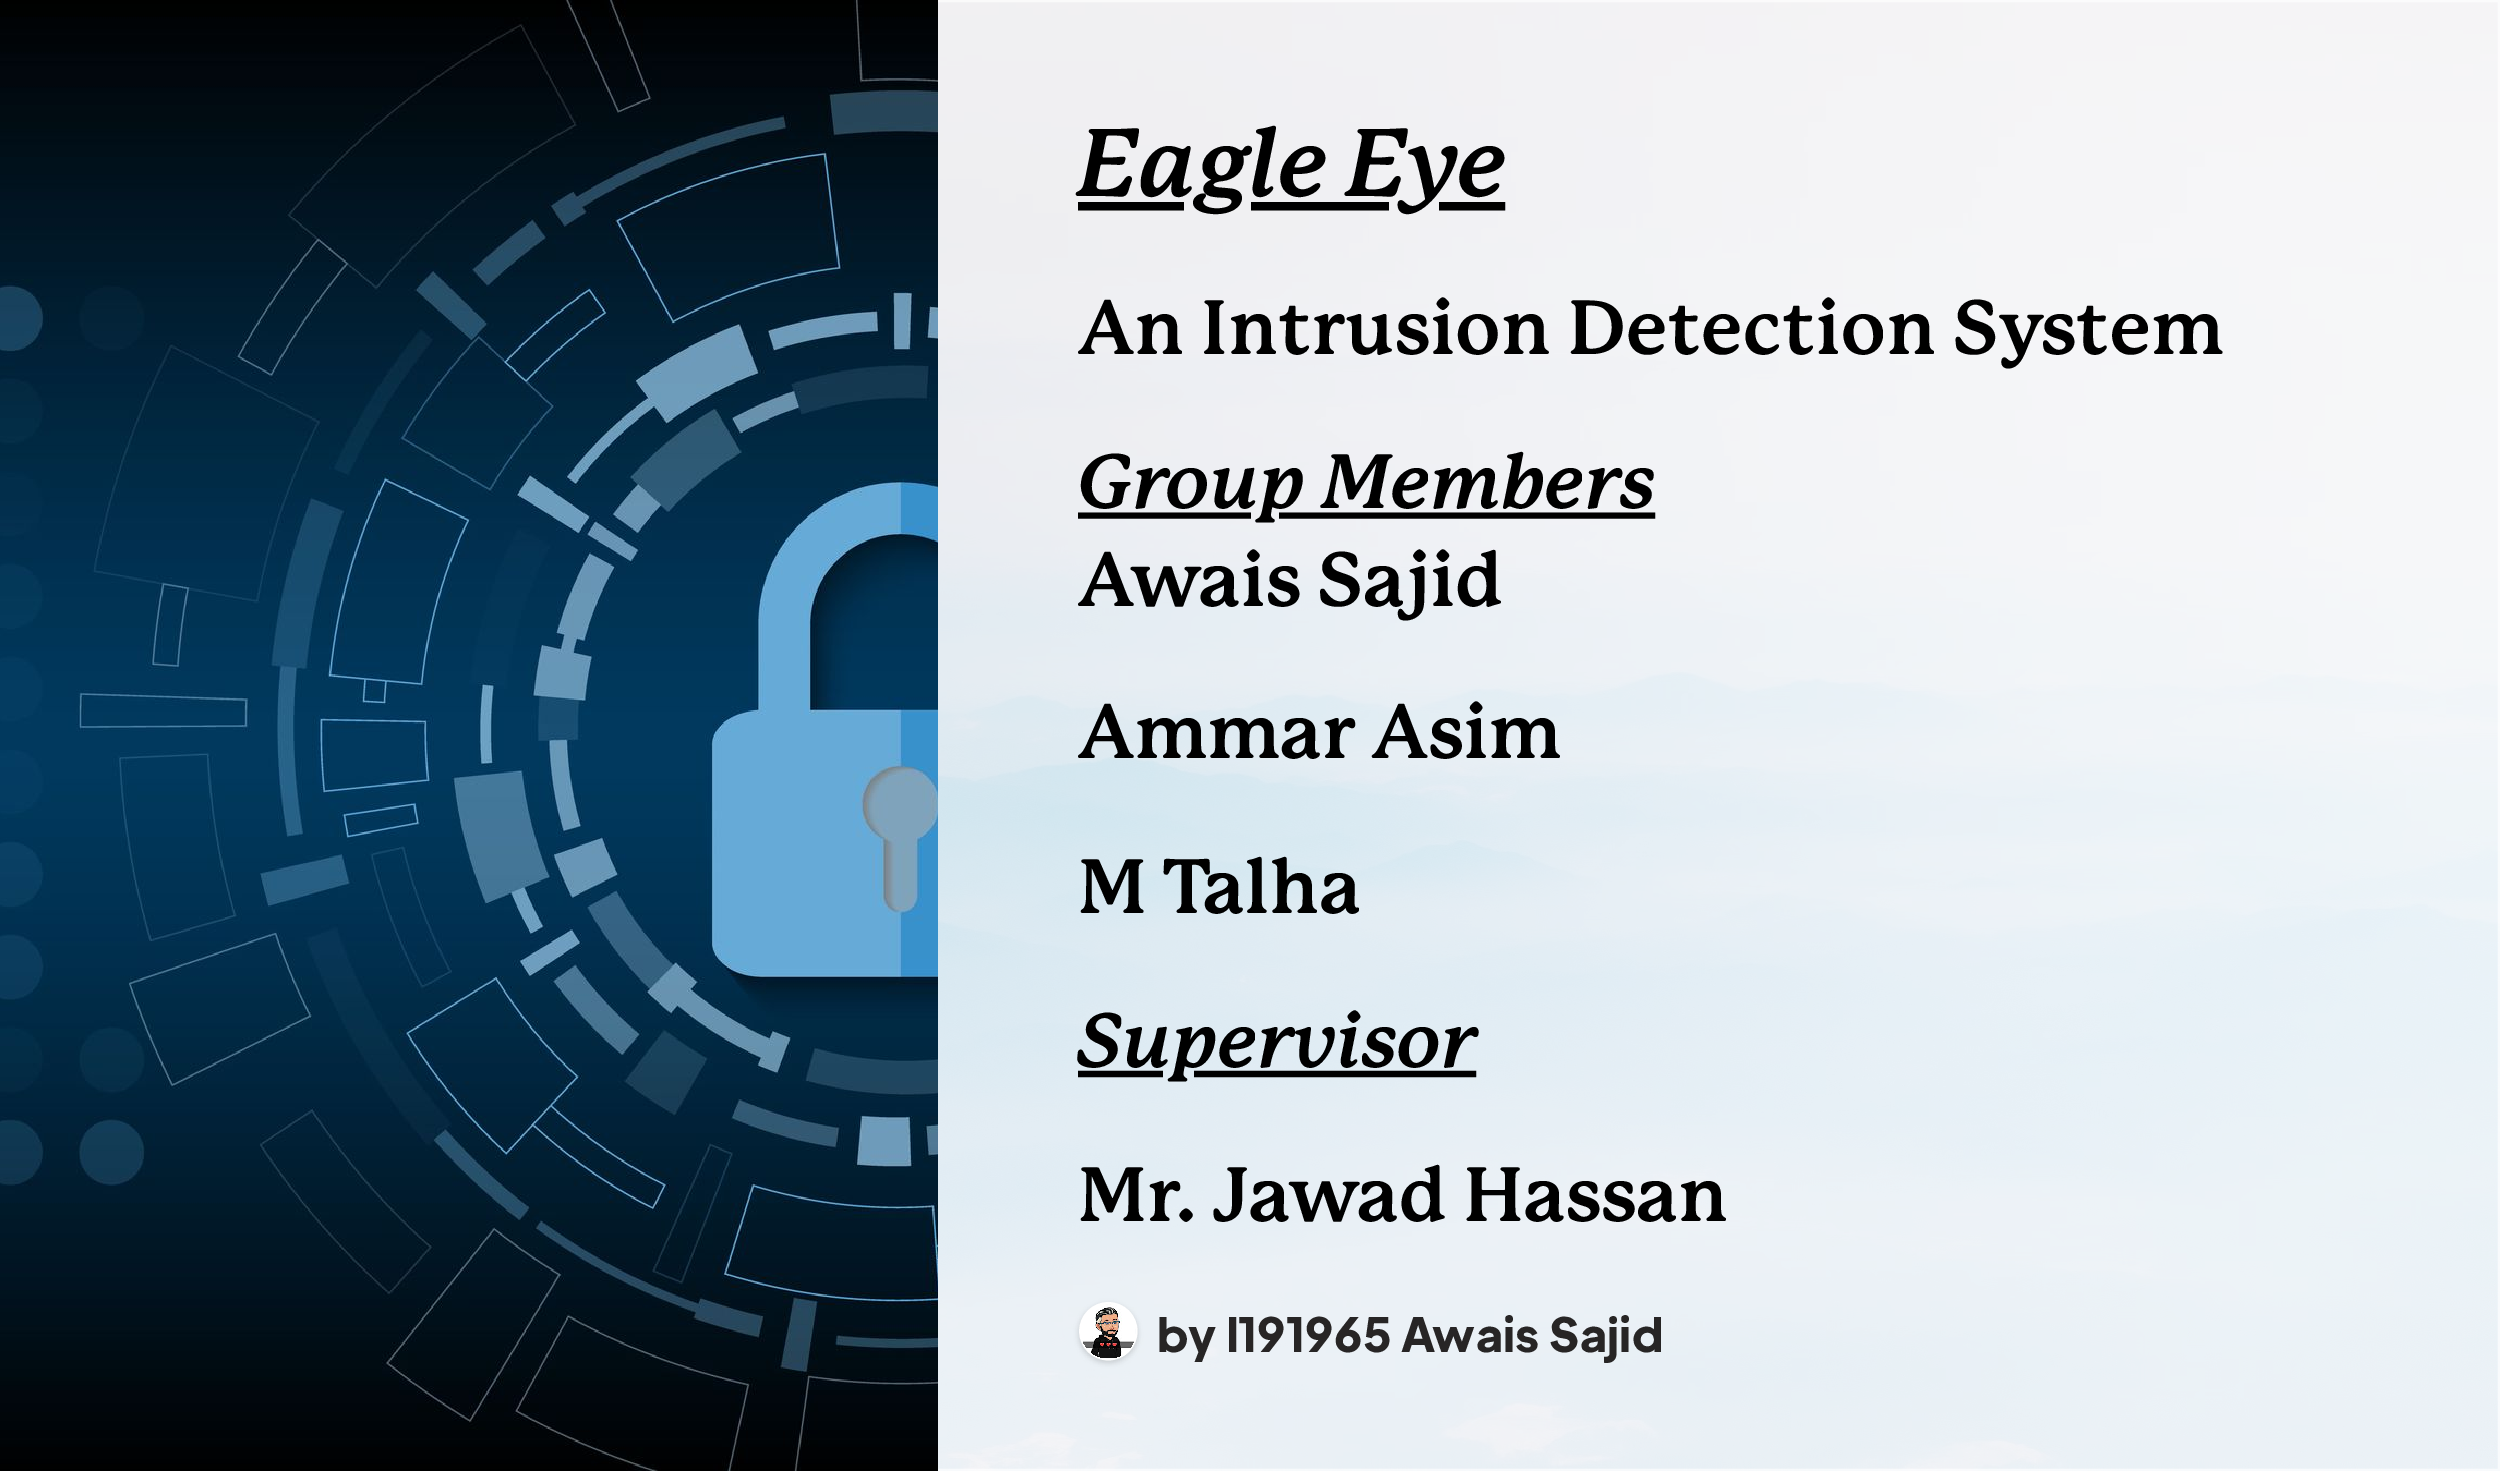 Eagle Eye
An Intrusion Detection System
Group Members
Awais Sajid
Ammar Asim
M Talha
Supervisor
Mr. Jawad Hassan
by I191965 Awais Sajid